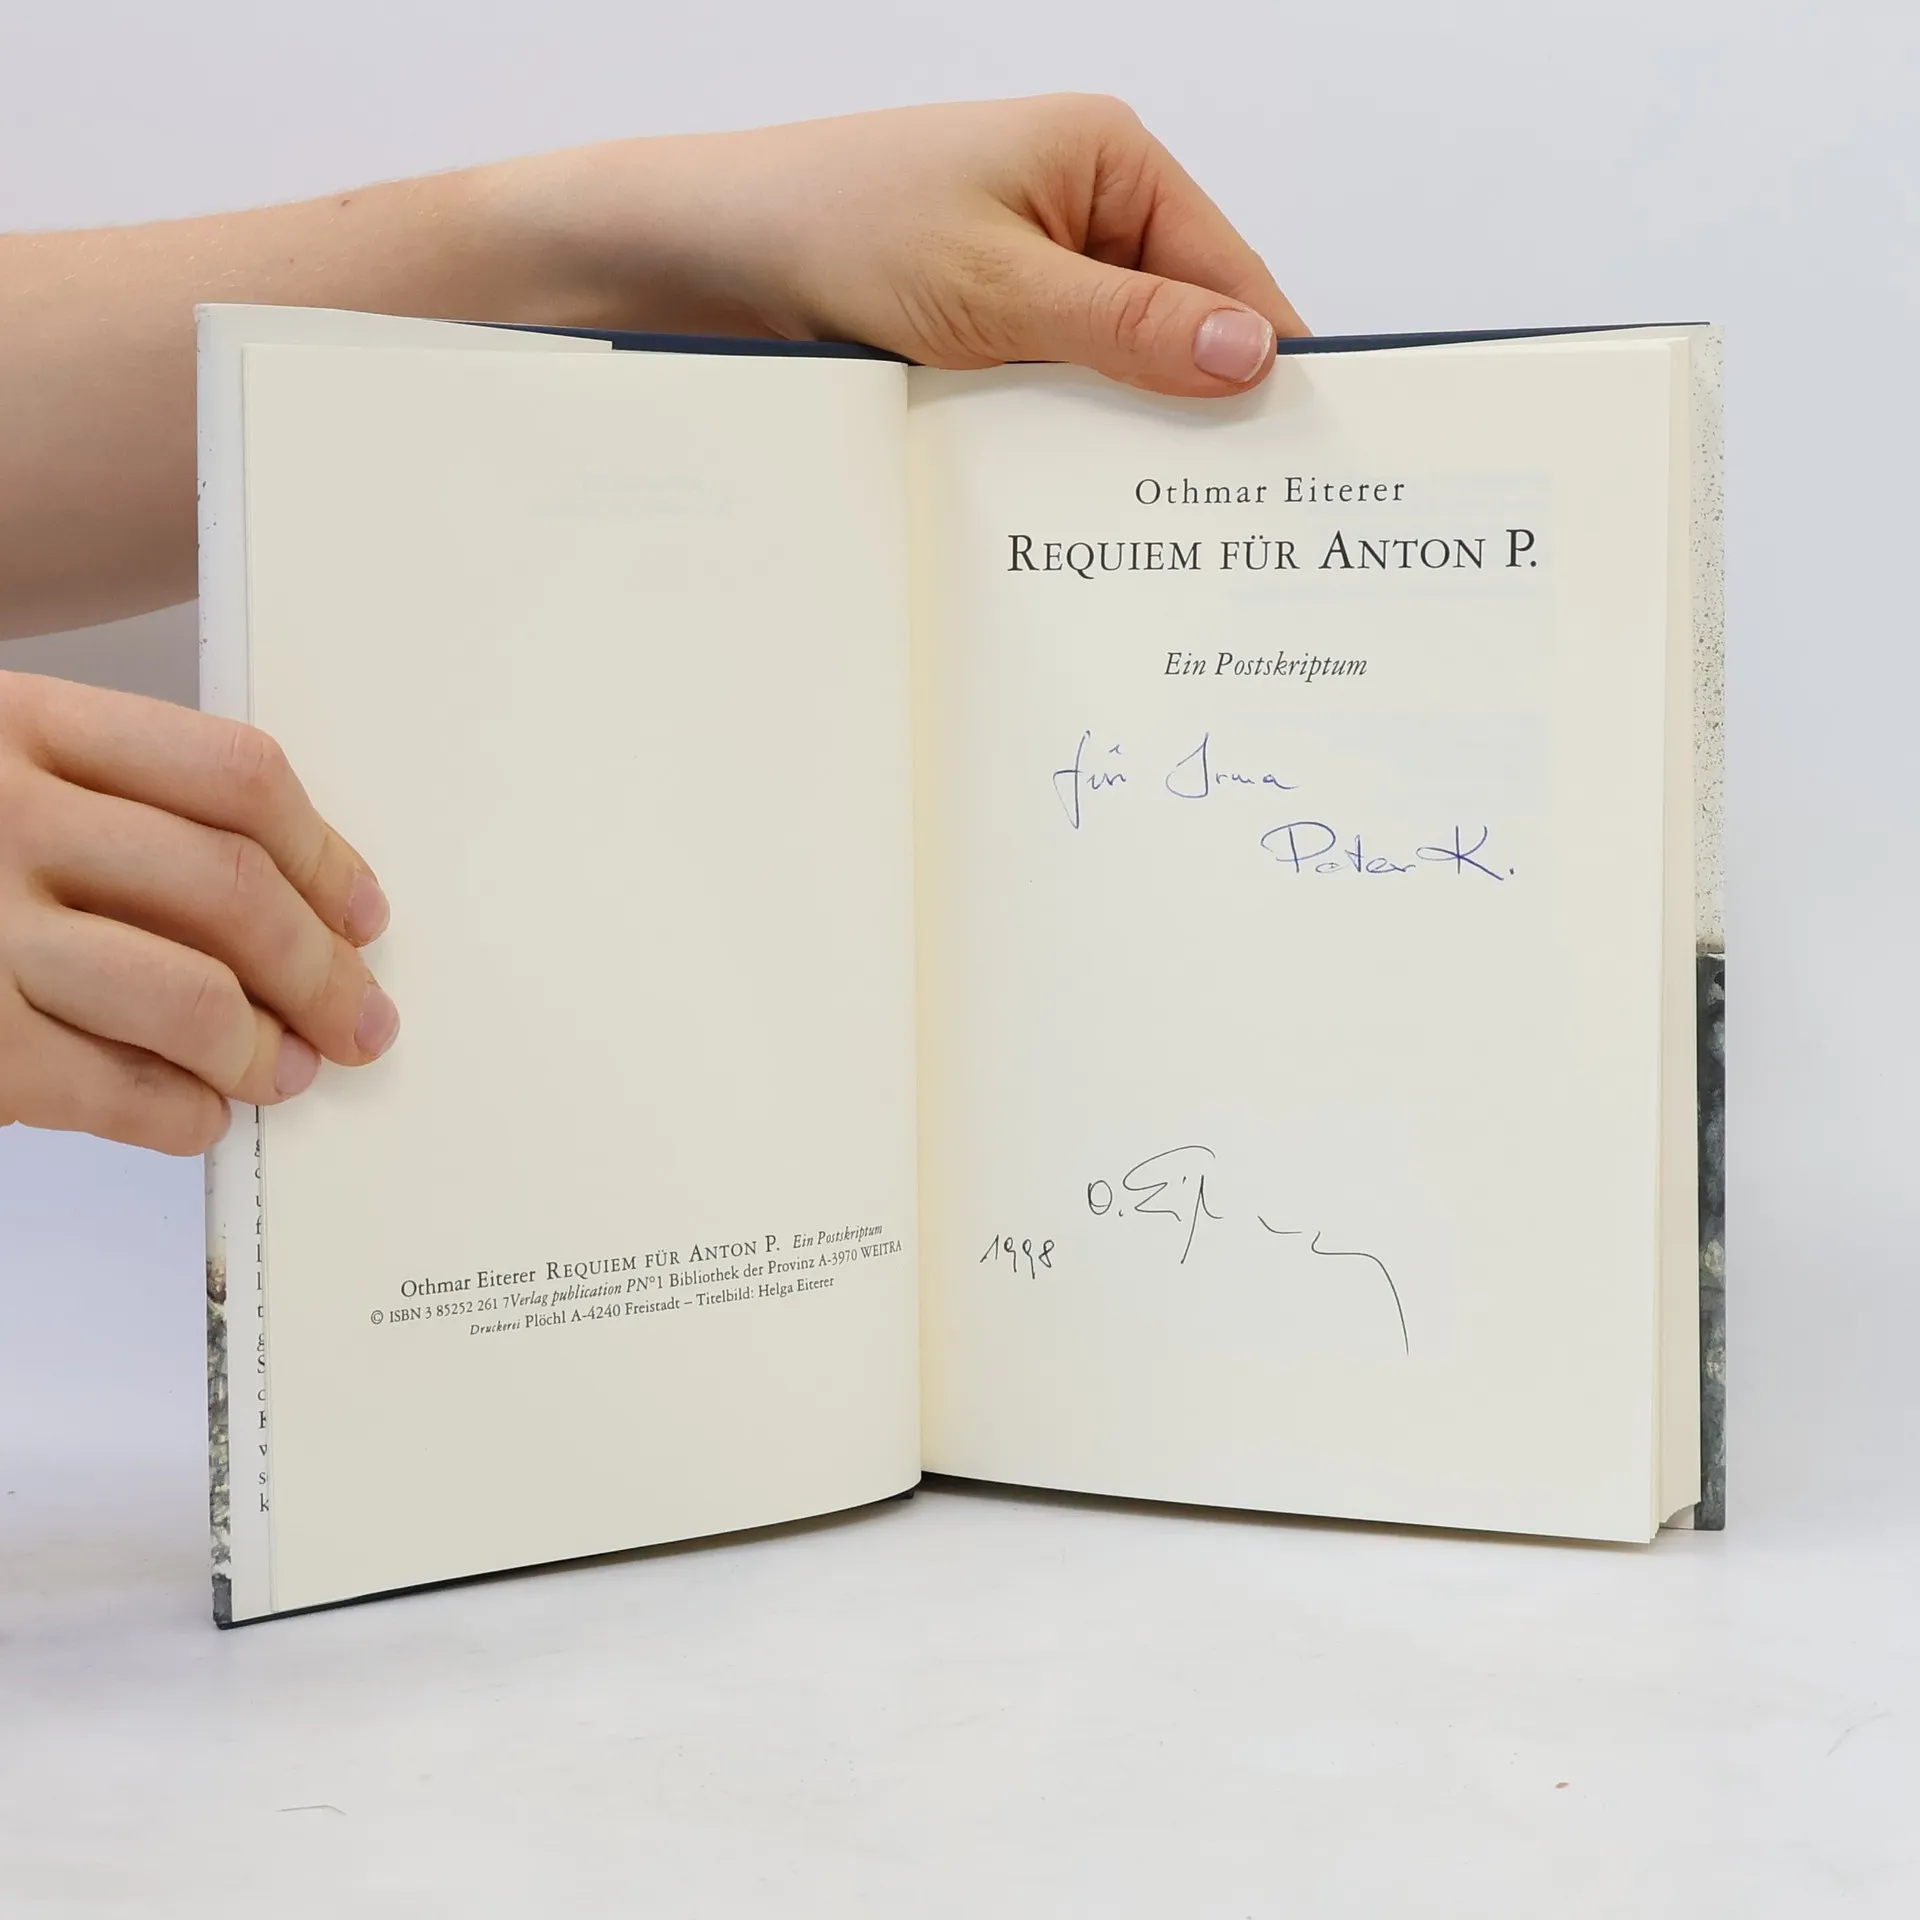 Othmar Eiterer REQUIEM FÜR ANTON P. Ein Postskriptum
© ISBN 3 85252 261 7 Verlag publication PN°1 Bibliothek der Provinz A-3970 WEITRA
Druckerei Plöchl A-4240 Freistadt – Titelbild: Helga Eiterer
Othmar Eiterer
REQUIEM FÜR ANTON P.
Ein Postskriptum
für Irma
Peter K.
1998